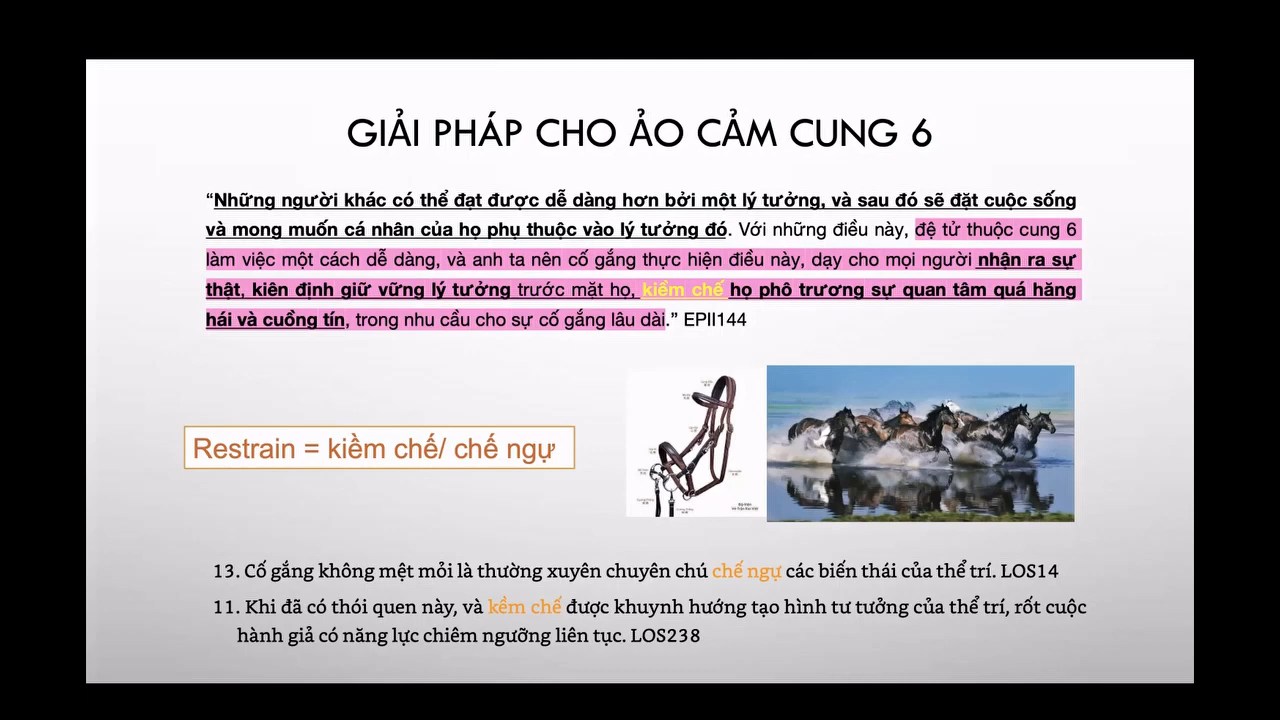 GIẢI PHÁP CHO ẢO CẢM CUNG 6
“Những người khác có thể đạt được dễ dàng hơn bởi một lý tưởng, và sau đó sẽ đặt cuộc sống
và mong muốn cá nhân của họ phụ thuộc vào lý tưởng đó. Với những điều này, đệ tử thuộc cung 6
làm việc một cách dễ dàng, và anh ta nên cố gắng thực hiện điều này, dạy cho mọi người nhận ra sự
thật, kiên định giữ vững lý tưởng trước mặt họ, kiềm chế họ phô trương sự quan tâm quá hăng
hái và cuồng tín, trong nhu cầu cho sự cố gắng lâu dài.” EPII144
Restrain = kiềm chế/ chế ngự
13. Cố gắng không mệt mỏi là thường xuyên chuyên chú chế ngự các biến thái của thể trí. LOS14
11. Khi đã có thói quen này, và kềm chế được khuynh hướng tạo hình tư tưởng của thể trí, rốt cuộc
hành giả có năng lực chiêm ngưỡng liên tục. LOS238